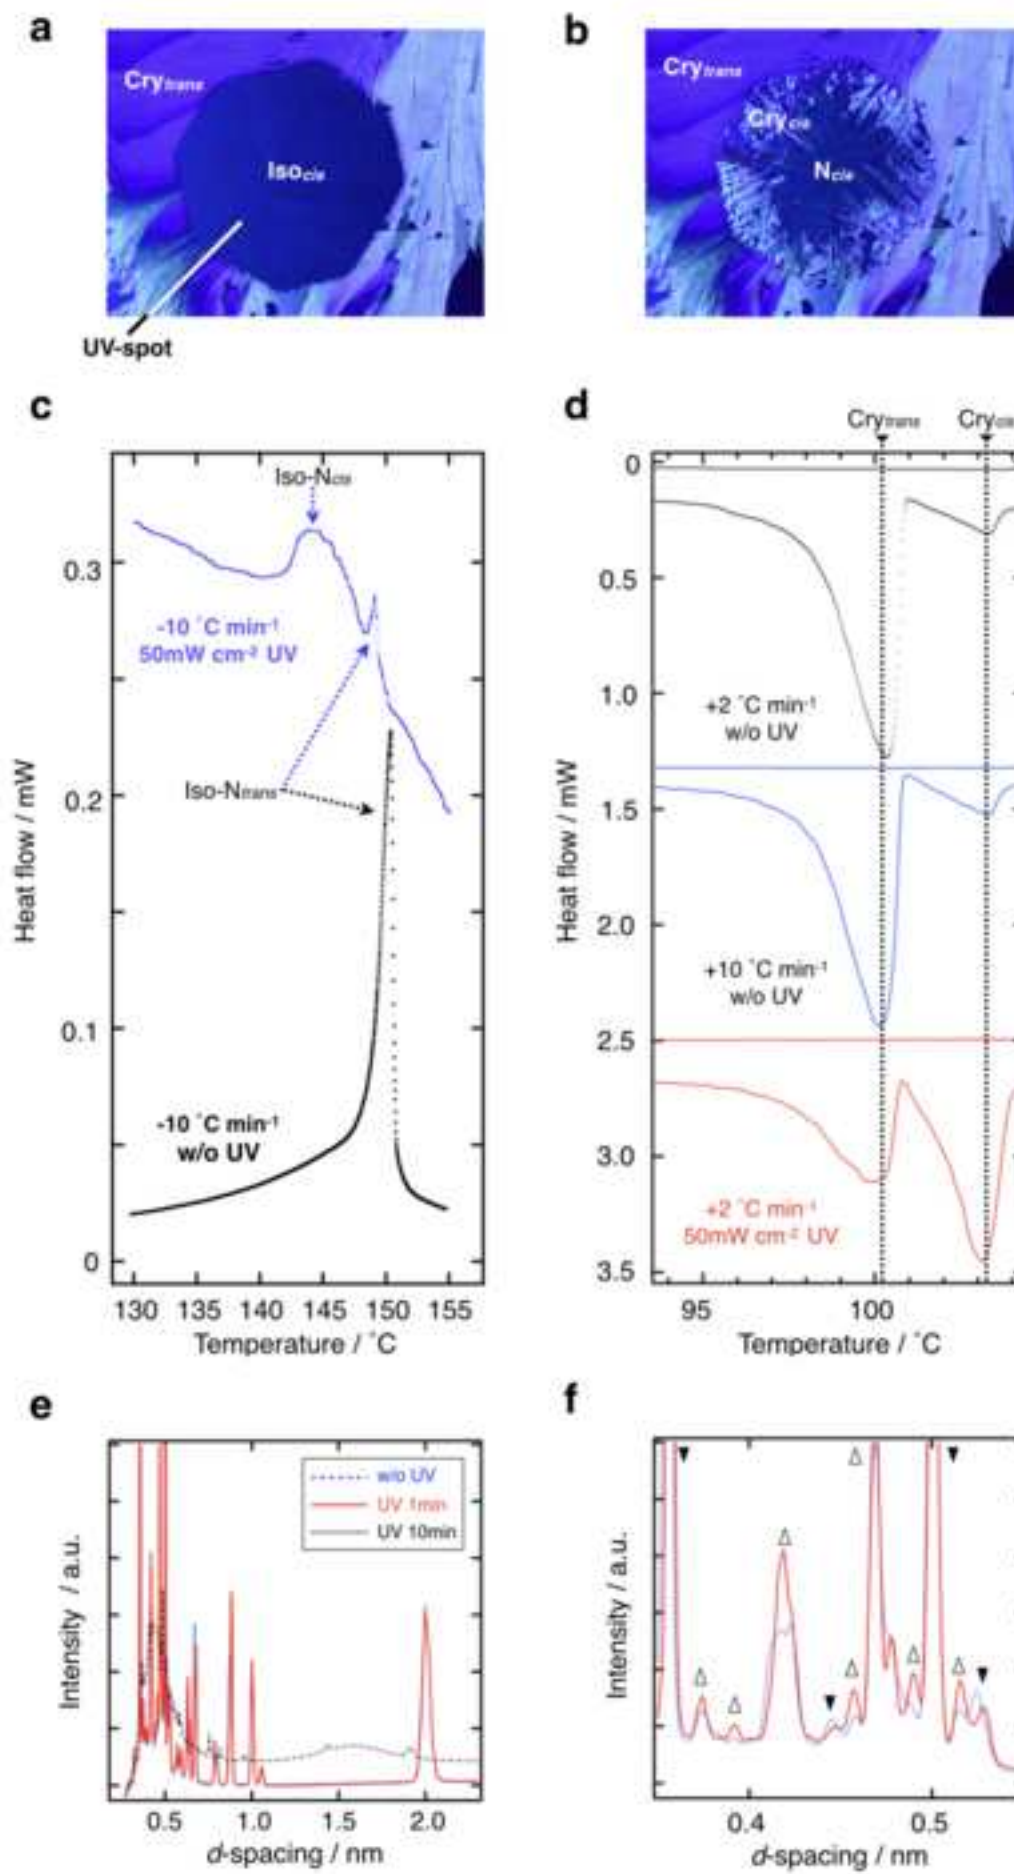 a
Cry trans
Iso cis
UV-spot
b
Cry trans
Cry cis
N cis
c
Iso-N cis
-10 ˚C min-1
50mW cm-2 UV
Iso-N trans
-10 ˚C min-1
w/o UV
Heat flow / mW
0.3
0.2
0.1
0
130 135 140 145 150 155
Temperature / ˚C
d
Cry trans Cry cis
0
0.5
1.0
1.5
2.0
2.5
3.0
3.5
Heat flow / mW
+2 ˚C min-1
w/o UV
+10 ˚C min-1
w/o UV
+2 ˚C min-1
50mW cm-2 UV
95 100
Temperature / ˚C
e
w/o UV
UV 1min
UV 10min
Intensity / a.u.
0.5 1.0 1.5 2.0
d-spacing / nm
f
Intensity / a.u.
0.4 0.5
d-spacing / nm